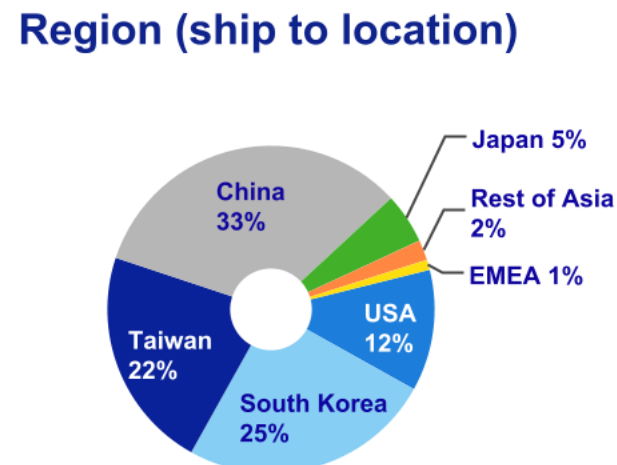 Region (ship to location)
Japan 5%
China
33%
Rest of Asia
2%
EMEA 1%
USA
12%
Taiwan
22%
South Korea
25%